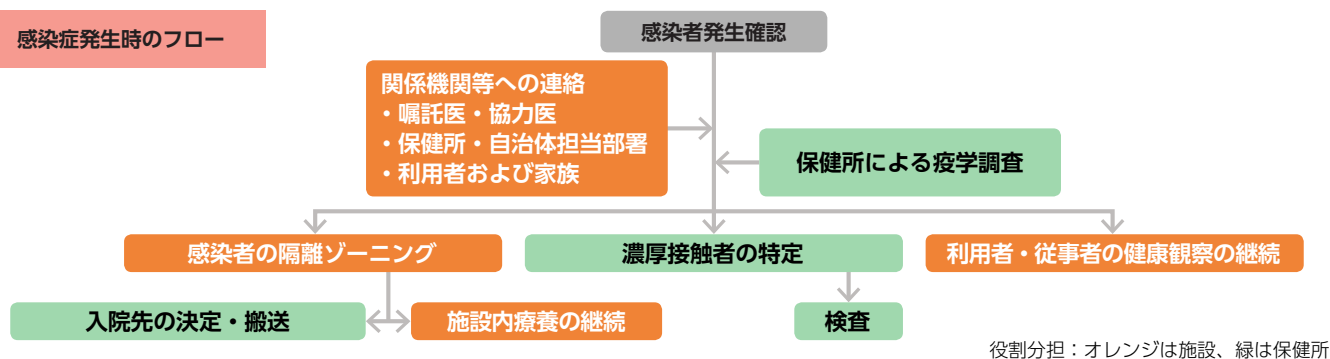 感染症発生時のフロー
感染者発生確認
関係機関等への連絡
・嘱託医・協力医
・保健所・自治体担当部署
・利用者および家族
保健所による疫学調査
感染者の隔離ゾーニング
濃厚接触者の特定
利用者・従事者の健康観察の継続
入院先の決定・搬送
施設内療養の継続
検査
役割分担：オレンジは施設、緑は保健所